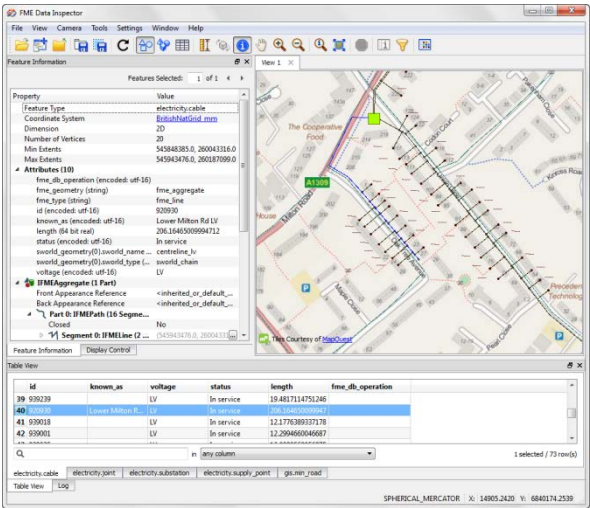 FME Data Inspector
File View Camera Tools Settings Window Help
Feature Information
Features Selected: 1 of 1
Property Value
Feature Type electricity.cable
Coordinate System BritishNatGrid_mm
Dimension 2D
Number of Vertices 20
Min Extents 545848385.0, 260043316.0
Max Extents 545943476.0, 260187099.0
Attributes (10)
fme_db_operation (encoded: utf-16)
fme_geometry (string) fme_aggregate
fme_type (string) fme_line
id (encoded: utf-16) 920930
known_as (encoded: utf-16) Lower Milton Rd LV
length (64 bit real) 206.1646500994712
status (encoded: utf-16) In service
sworld_geometry{0}.sworld_name ... centreline_lv
sworld_geometry{0}.sworld_type (... sworld_chain
voltage (encoded: utf-16) LV
IFMEAggregate (1 Part)
Front Appearance Reference <inherited_or_default_...
Back Appearance Reference <inherited_or_default_...
Part 0: IFMEPath (16 Segme...
Closed No
Segment 0: IFMELine (2 ...
Feature Information Display Control
View 1
The Cooperative
Food
A1309
Milton Road
House
Maple Close
Pearl Close
Kinross Roa
Tiles Courtesy of MapQuest
Table View
id known_as voltage status length fme_db_operation
39 939239 LV In service 19.4817114751246
40 920930 Lower Milton R... LV In service 206.164650099947
41 939018 LV In service 12.1776389337178
42 939001 LV In service 12.2994660046687
in any column
1 selected / 73 row(s)
electricity.cable electricity.joint electricity.substation electricity.supply_point gis.min_road
Table View Log
SPHERICAL_MERCATOR X: 14905.2420 Y: 6840174.2539